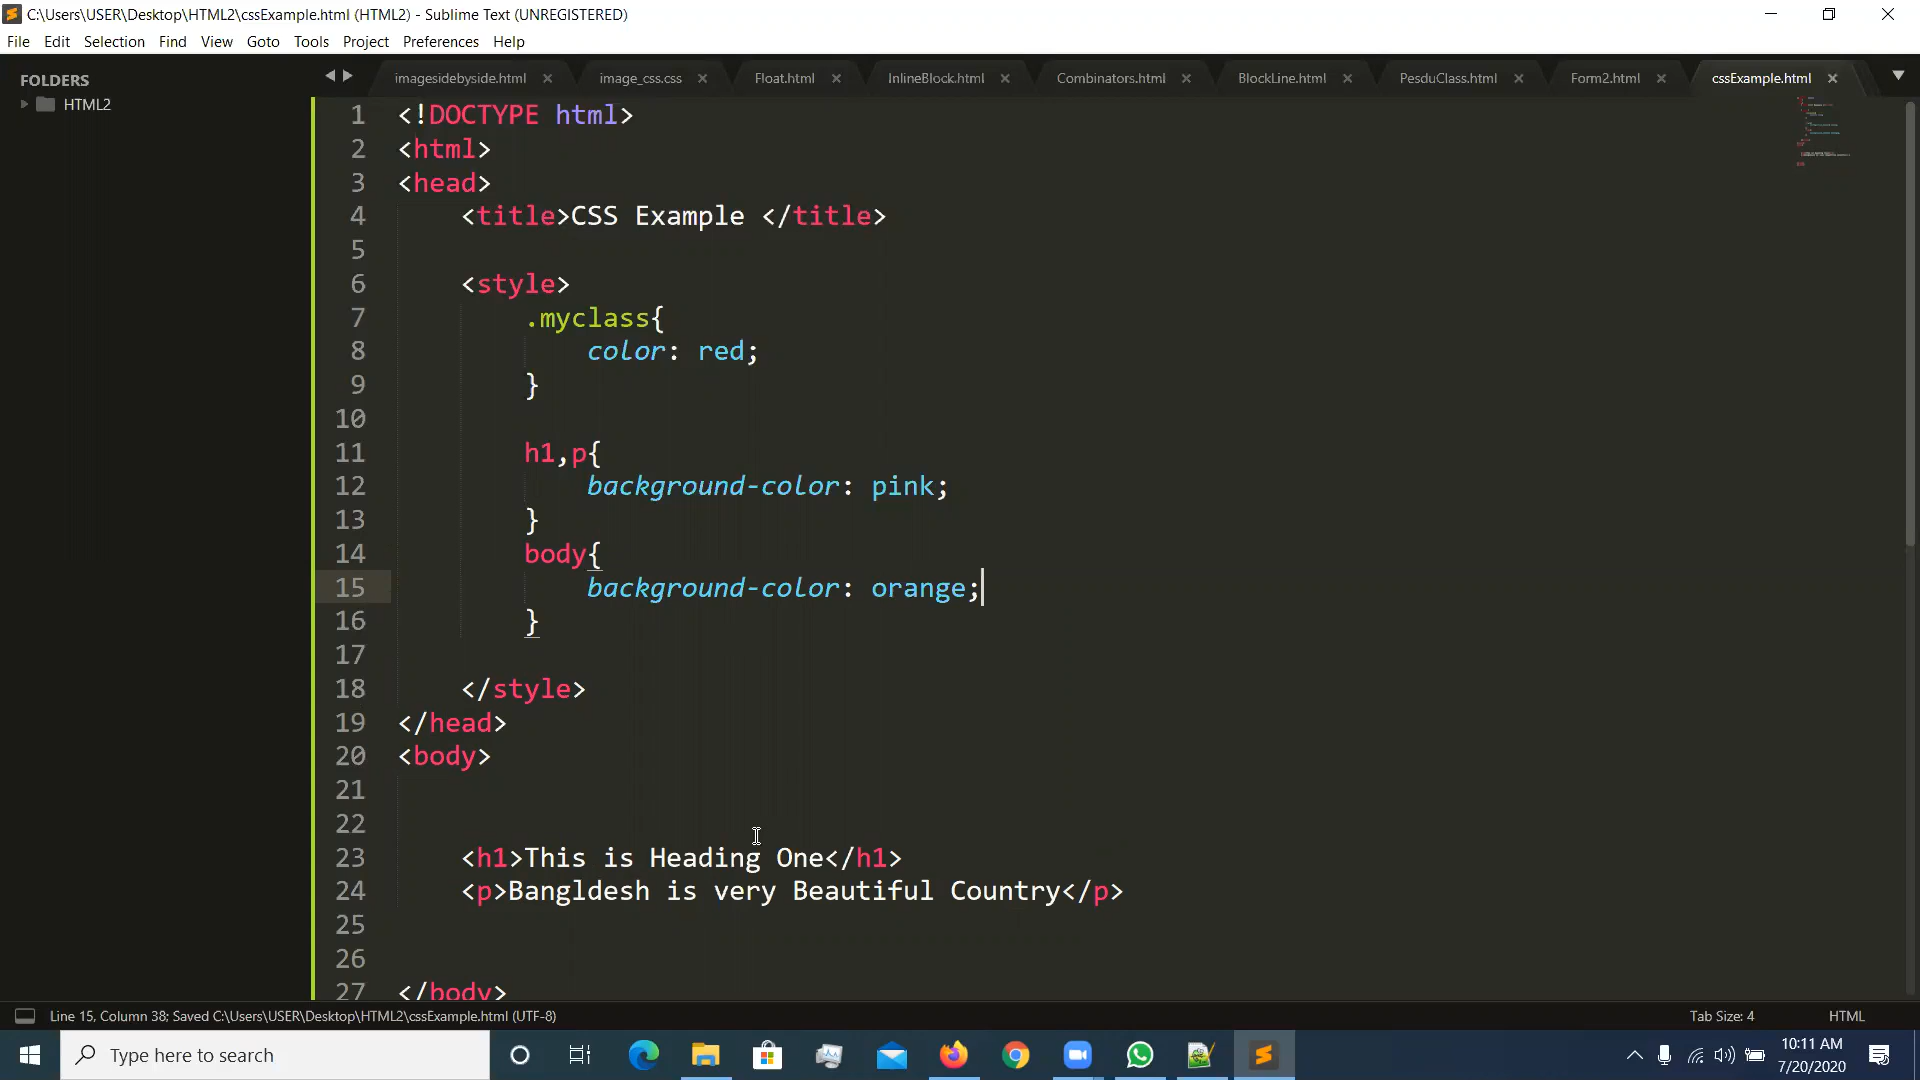 C:\Users\USER\Desktop\HTML2\cssExample.html (HTML2) - Sublime Text (UNREGISTERED)
File Edit Selection Find View Goto Tools Project Preferences Help
FOLDERS
HTML2
imagesidebyside.html image_css.css Float.html InlineBlock.html Combinators.html BlockLine.html PesduClass.html Form2.html cssExample.html
1 <!DOCTYPE html>
2 <html>
3 <head>
4 <title>CSS Example </title>
5
6 <style>
7 .myclass{
8 color: red;
9 }
10
11 h1,p{
12 background-color: pink;
13 }
14 body{
15 background-color: orange;
16 }
17
18 </style>
19 </head>
20 <body>
21
22
23 <h1>This is Heading One</h1>
24 <p>Bangldesh is very Beautiful Country</p>
25
26
27 </body>
Line 15, Column 38; Saved C:\Users\USER\Desktop\HTML2\cssExample.html (UTF-8) Tab Size: 4 HTML
Type here to search
10:11 AM
7/20/2020